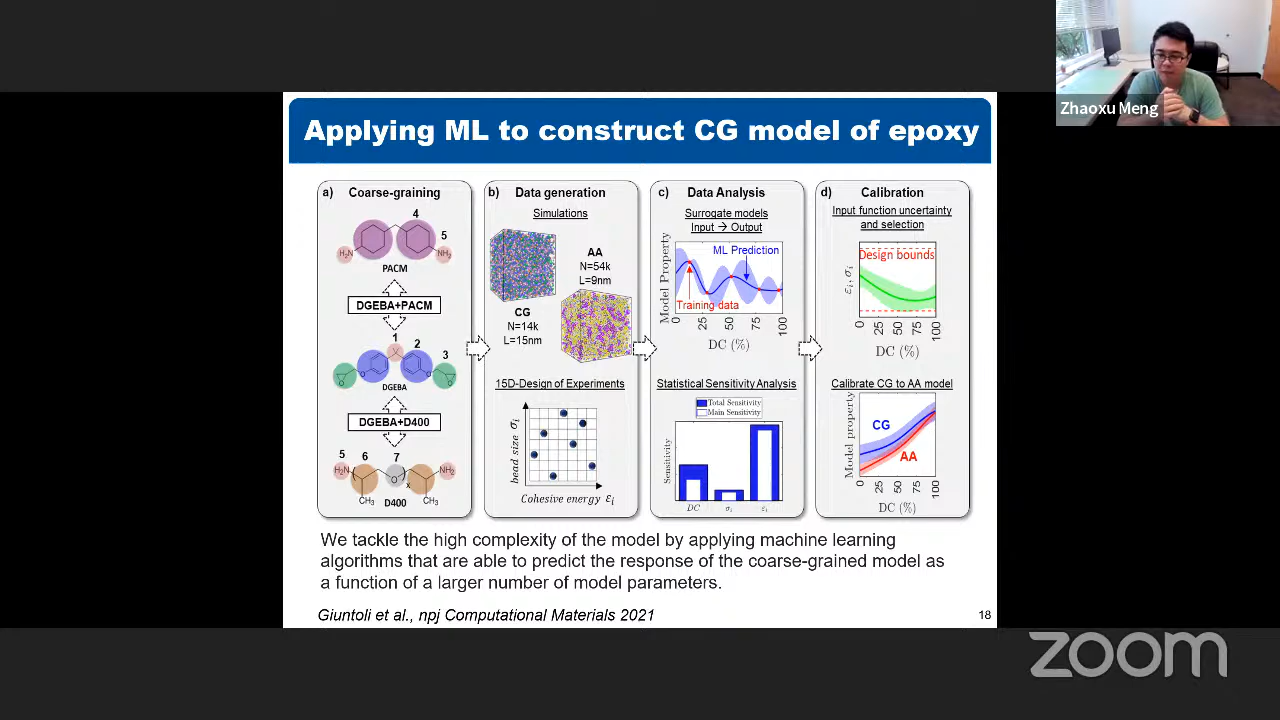 Zhaoxu Meng
Applying ML to construct CG model of epoxy
a) Coarse-graining
4
5
H₂N
NH₂
PACM
DGEBA+PACM
1
2
3
O
O
O
O
DGEBA
DGEBA+D400
5
6
7
H₂N
NH₂
O
x
CH₃
CH₃
D400
b) Data generation
Simulations
AA
N=54k
L=9nm
CG
N=14k
L=15nm
15D-Design of Experiments
bead size σᵢ
Cohesive energy εᵢ
c) Data Analysis
Surrogate models
Input → Output
Model Property
ML Prediction
Training data
0 25 50 75 100
DC (%)
Statistical Sensitivity Analysis
Total Sensitivity
Main Sensitivity
Sensitivity
DC σᵢ εᵢ
d) Calibration
Input function uncertainty
and selection
Design bounds
εᵢ, σᵢ
0 25 50 75 100
DC (%)
Calibrate CG to AA model
Model property
CG
AA
0 25 50 75 100
DC (%)
We tackle the high complexity of the model by applying machine learning
algorithms that are able to predict the response of the coarse-grained model as
a function of a larger number of model parameters.
Giuntoli et al., npj Computational Materials 2021
18
zoom